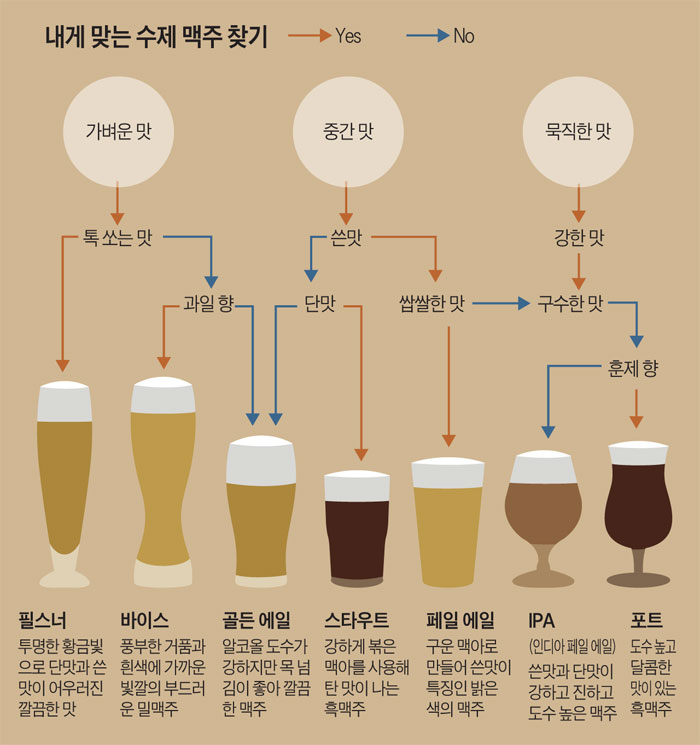 내게 맞는 수제 맥주 찾기 Yes No
가벼운 맛
중간 맛
묵직한 맛
톡 쏘는 맛
쓴맛
강한 맛
과일 향
단맛
쌉쌀한 맛
구수한 맛
훈제 향
필스너
투명한 황금빛
으로 단맛과 쓴
맛이 어우러진
깔끔한 맛
바이스
풍부한 거품과
흰색에 가까운
빛깔의 부드러
운 밀맥주
골든 에일
알코올 도수가
강하지만 목 넘
김이 좋아 깔끔
한 맥주
스타우트
강하게 볶은
맥아를 사용해
탄 맛이 나는
흑맥주
페일 에일
구운 맥아로
만들어 쓴맛이
특징인 밝은
색의 맥주
IPA
(인디아 페일 에일)
쓴맛과 단맛이
강하고 진하고
도수 높은 맥주
포트
도수 높고
달콤한
맛이 있는
흑맥주